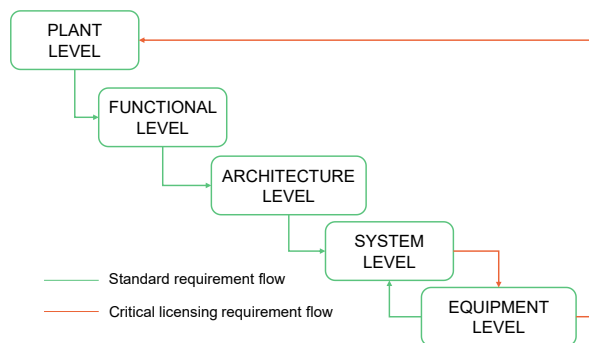 PLANT
LEVEL
FUNCTIONAL
LEVEL
ARCHITECTURE
LEVEL
SYSTEM
LEVEL
EQUIPMENT
LEVEL
Standard requirement flow
Critical licensing requirement flow